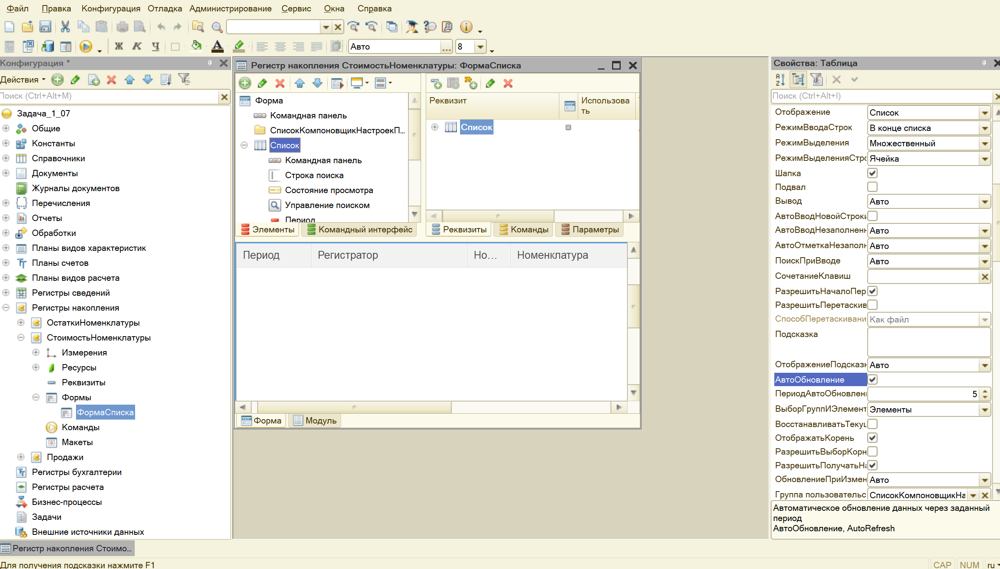 Файл Правка Конфигурация Отладка Администрирование Сервис Окна Справка
Ж К Ч А Авто ... 8
Конфигурация *
Действия
Поиск (Ctrl+Alt+M)
Задача_1_07
Общие
Константы
Справочники
Документы
Журналы документов
Перечисления
Отчеты
Обработки
Планы видов характеристик
Планы счетов
Планы видов расчета
Регистры сведений
Регистры накопления
ОстаткиНоменклатуры
СтоимостьНоменклатуры
Измерения
Ресурсы
Реквизиты
Формы
ФормаСписка
Команды
Макеты
Продажи
Регистры бухгалтерии
Регистры расчета
Бизнес-процессы
Задачи
Внешние источники данных
Регистр накопления СтоимостьНоменклатуры: ФормаСписка
Форма
Командная панель
СписокКомпоновщикНастроекП...
Список
Командная панель
Строка поиска
Состояние просмотра
Управление поиском
Период
Элементы Командный интерфейс
Реквизит Использова
ть
Список
Реквизиты Команды Параметры
Период Регистратор Но... Номенклатура
Форма Модуль
Свойства: Таблица
Поиск (Ctrl+Alt+I)
Отображение Список
РежимВводаСтрок В конце списка
РежимВыделения Множественный
РежимВыделенияСтро Ячейка
Шапка
Подвал
Вывод Авто
АвтоВводНовойСтроки
АвтоВводНезаполнен Авто
АвтоОтметкаНезаполн Авто
ПоискПриВводе Авто
СочетаниеКлавиш
РазрешитьНачалоПер
РазрешитьПеретаскив
СпособПеретаскивани Как файл
Подсказка
ОтображениеПодсказк Авто
АвтоОбновление
ПериодАвтоОбновлен 5
ВыборГруппИЭлемент Элементы
ВосстанавливатьТекущ
ОтображатьКорень
РазрешитьВыборКорн
РазрешитьПолучатьНа
ОбновлениеПриИзмен Авто
Группа пользовательс СписокКомпоновщикНа
Автоматическое обновление данных через заданный
период
АвтоОбновление, AutoRefresh
Регистр накопления Стоимо...
Для получения подсказки нажмите F1
CAP NUM ru